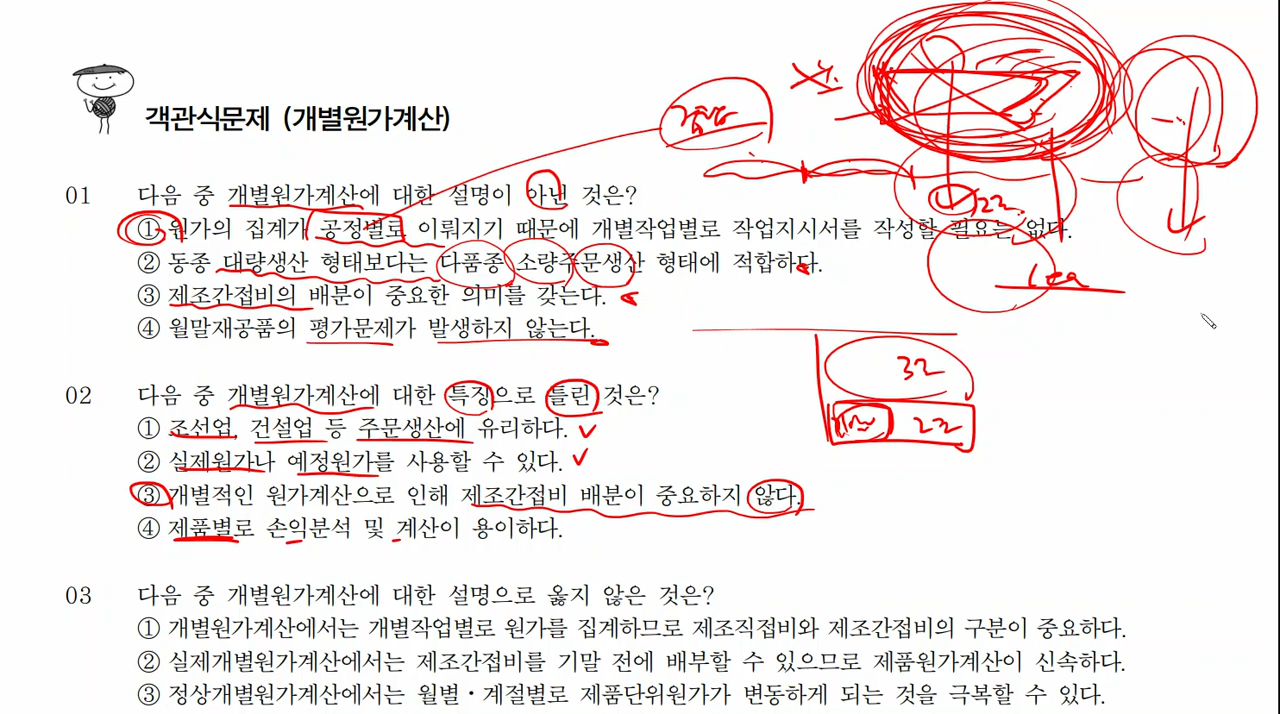 객관식문제 (개별원가계산)
01 다음 중 개별원가계산에 대한 설명이 아닌 것은?
① 원가의 집계가 공정별로 이뤄지기 때문에 개별작업별로 작업지시서를 작성할 필요는 없다.
② 동종 대량생산 형태보다는 다품종 소량주문생산 형태에 적합하다.
③ 제조간접비의 배분이 중요한 의미를 갖는다.
④ 월말재공품의 평가문제가 발생하지 않는다.
32
22
02 다음 중 개별원가계산에 대한 특징으로 틀린 것은?
① 조선업, 건설업 등 주문생산에 유리하다.
② 실제원가나 예정원가를 사용할 수 있다.
③ 개별적인 원가계산으로 인해 제조간접비 배분이 중요하지 않다.
④ 제품별로 손익분석 및 계산이 용이하다.
03 다음 중 개별원가계산에 대한 설명으로 옳지 않은 것은?
① 개별원가계산에서는 개별작업별로 원가를 집계하므로 제조직접비와 제조간접비의 구분이 중요하다.
② 실제개별원가계산에서는 제조간접비를 기말 전에 배부할 수 있으므로 제품원가계산이 신속하다.
③ 정상개별원가계산에서는 월별・계절별로 제품단위원가가 변동하게 되는 것을 극복할 수 있다.